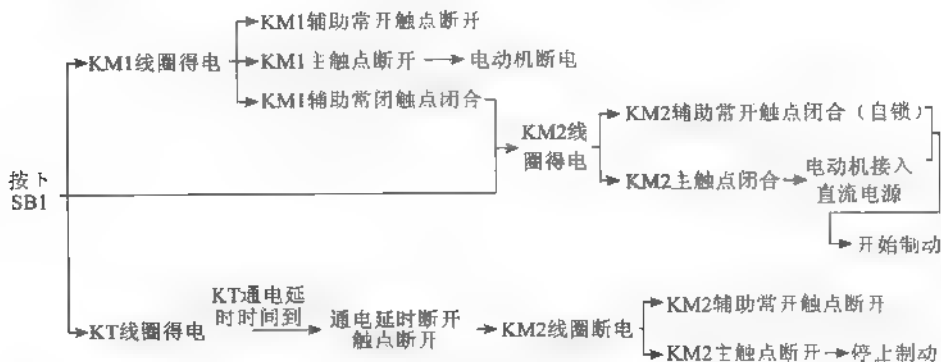 KM1辅助常开触点断开
KM1线圈得电
KM1主触点断开
电动机断电
KM1辅助常闭触点闭合
KM2线
圈得电
KM2辅助常开触点闭合（自锁）
KM2主触点闭合
电动机接入
直流电源
按下
SB1
开始制动
KT线圈得电
KT通电延
时时间到
通电延时断开
触点断开
KM2线圈断电
KM2辅助常开触点断开
KM2主触点断开
停止制动